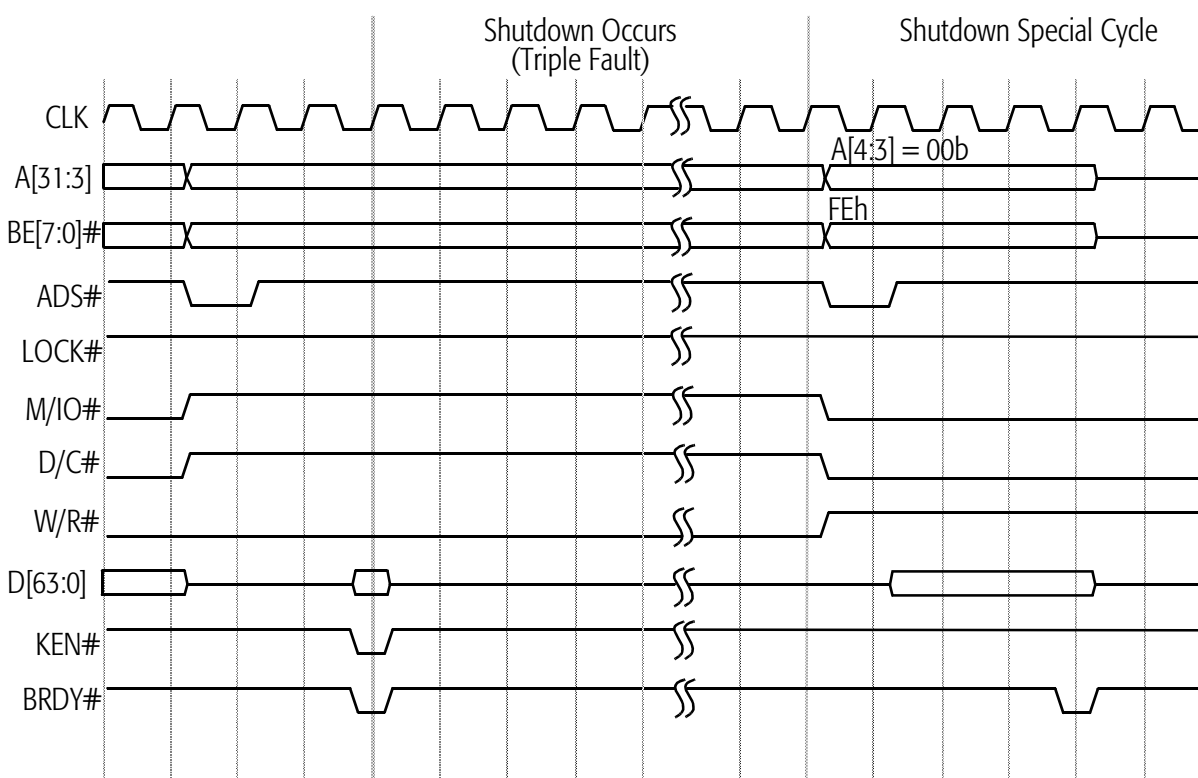 Shutdown Occurs
(Triple Fault)
Shutdown Special Cycle
CLK
A[4:3] = 00b
A[31:3]
FEh
BE[7:0]#
ADS#
LOCK#
M/IO#
D/C#
W/R#
D[63:0]
KEN#
BRDY#